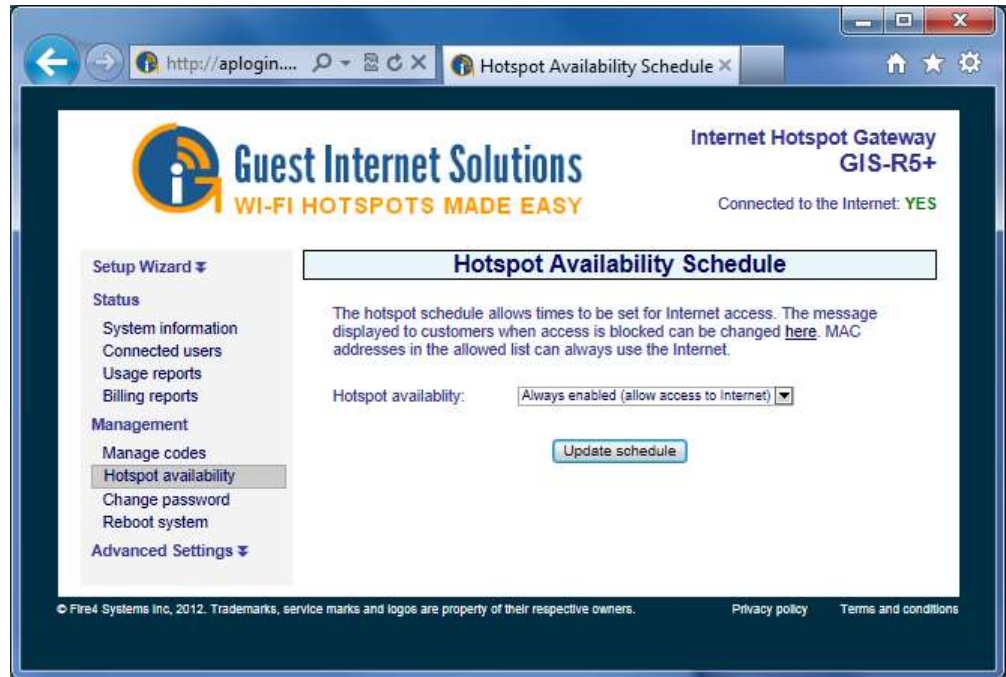 http://aplogin....
Hotspot Availability Schedule
Guest Internet Solutions
WI-FI HOTSPOTS MADE EASY
Internet Hotspot Gateway
GIS-R5+
Connected to the Internet: YES
Setup Wizard
Status
System information
Connected users
Usage reports
Billing reports
Management
Manage codes
Hotspot availability
Change password
Reboot system
Advanced Settings
Hotspot Availability Schedule
The hotspot schedule allows times to be set for Internet access. The message
displayed to customers when access is blocked can be changed here. MAC
addresses in the allowed list can always use the Internet.
Hotspot availablity: Always enabled (allow access to Internet)
Update schedule
© Fire4 Systems Inc, 2012. Trademarks, service marks and logos are property of their respective owners. Privacy policy Terms and conditions